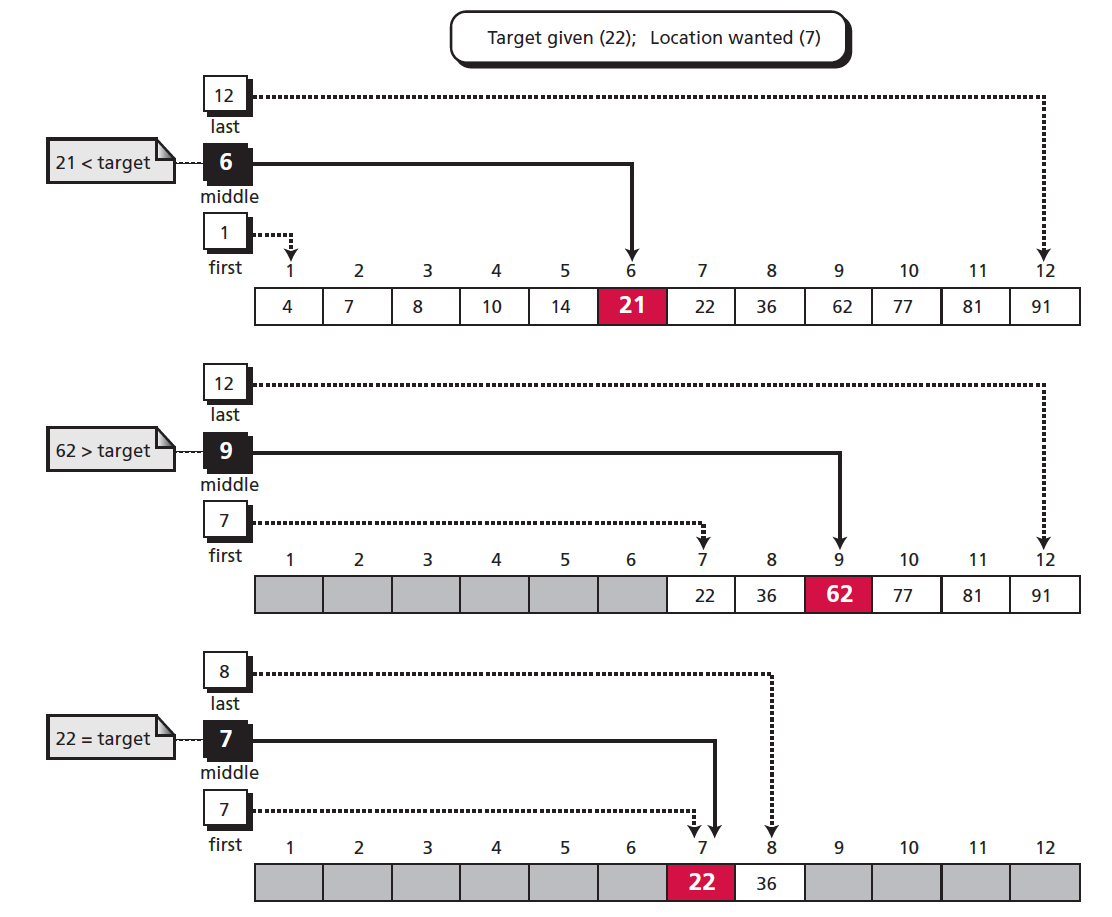 Target given (22); Location wanted (7)
12
last
21 < target
6
middle
1
first
1 2 3 4 5 6 7 8 9 10 11 12
4 7 8 10 14 21 22 36 62 77 81 91
12
last
62 > target
9
middle
7
first
1 2 3 4 5 6 7 8 9 10 11 12
22 36 62 77 81 91
8
last
22 = target
7
middle
7
first
1 2 3 4 5 6 7 8 9 10 11 12
22 36